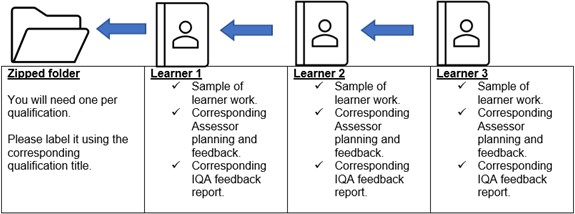 Zipped folder
You will need one per
qualification.
Please label it using the
corresponding
qualification title.
Learner 1
✓ Sample of
learner work.
✓ Corresponding
Assessor
planning and
feedback.
✓ Corresponding
IQA feedback
report.
Learner 2
✓ Sample of
learner work.
✓ Corresponding
Assessor
planning and
feedback.
✓ Corresponding
IQA feedback
report.
Learner 3
✓ Sample of
learner work.
✓ Corresponding
Assessor
planning and
feedback.
✓ Corresponding
IQA feedback
report.